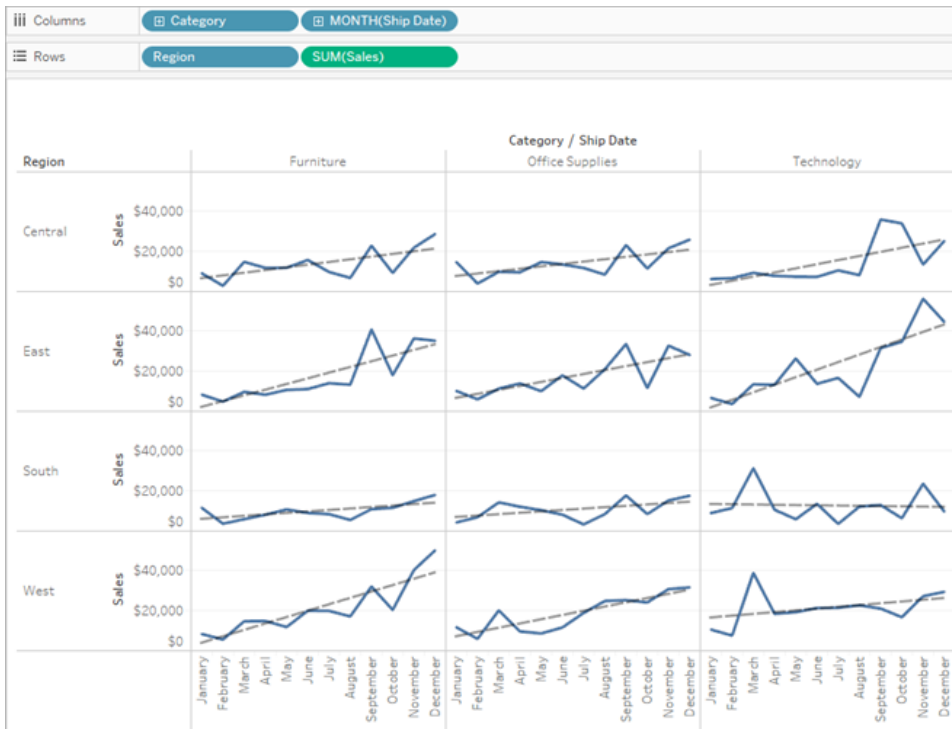 Columns Category MONTH(Ship Date)
Rows Region SUM(Sales)
Category / Ship Date
Region Furniture Office Supplies Technology
Central Sales $40,000 $20,000 $0
East Sales $40,000 $20,000 $0
South Sales $40,000 $20,000 $0
West Sales $40,000 $20,000 $0
January February March April May June July August September October November December January February March April May June July August September October November December January February March April May June July August September October November December